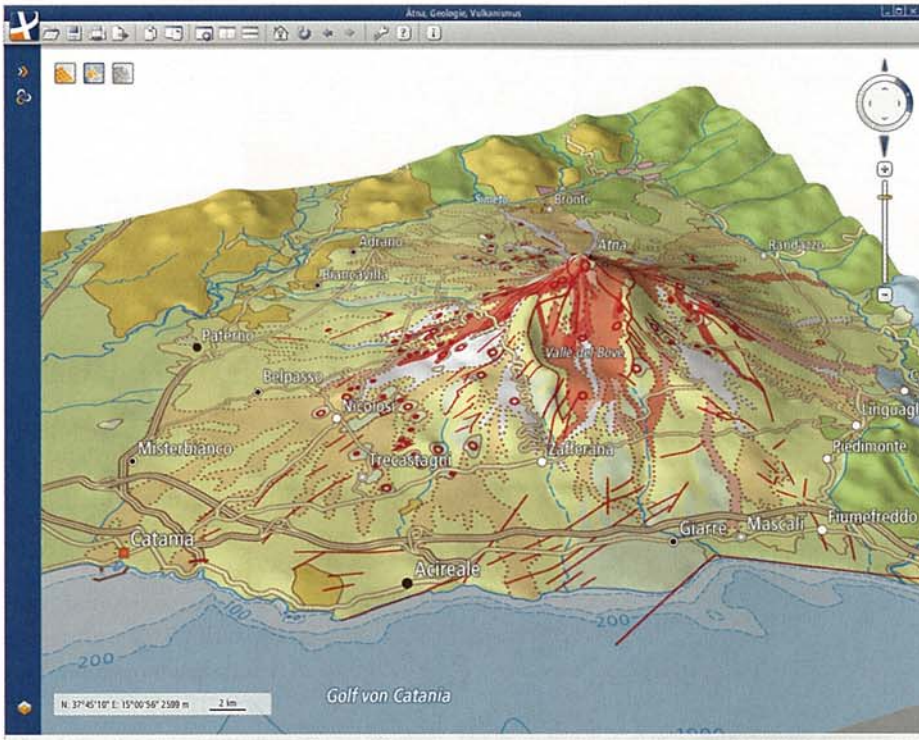 Ätna, Geologie, Vulkanismus
Simeto
Bronte
Ätna
Adrano
Randazzo
Biancavilla
Paterno
Valle del Bove
Belpasso
Nicolosi
Linguagl
Misterbianco
Trecastagni
Zafferana
Piedimonte
Catania
Giarre
Mascali
Fiumefreddo
Acireale
100
200
200
Golf von Catania
N: 37°45'10" E: 15°00'56" 2599 m
2 km